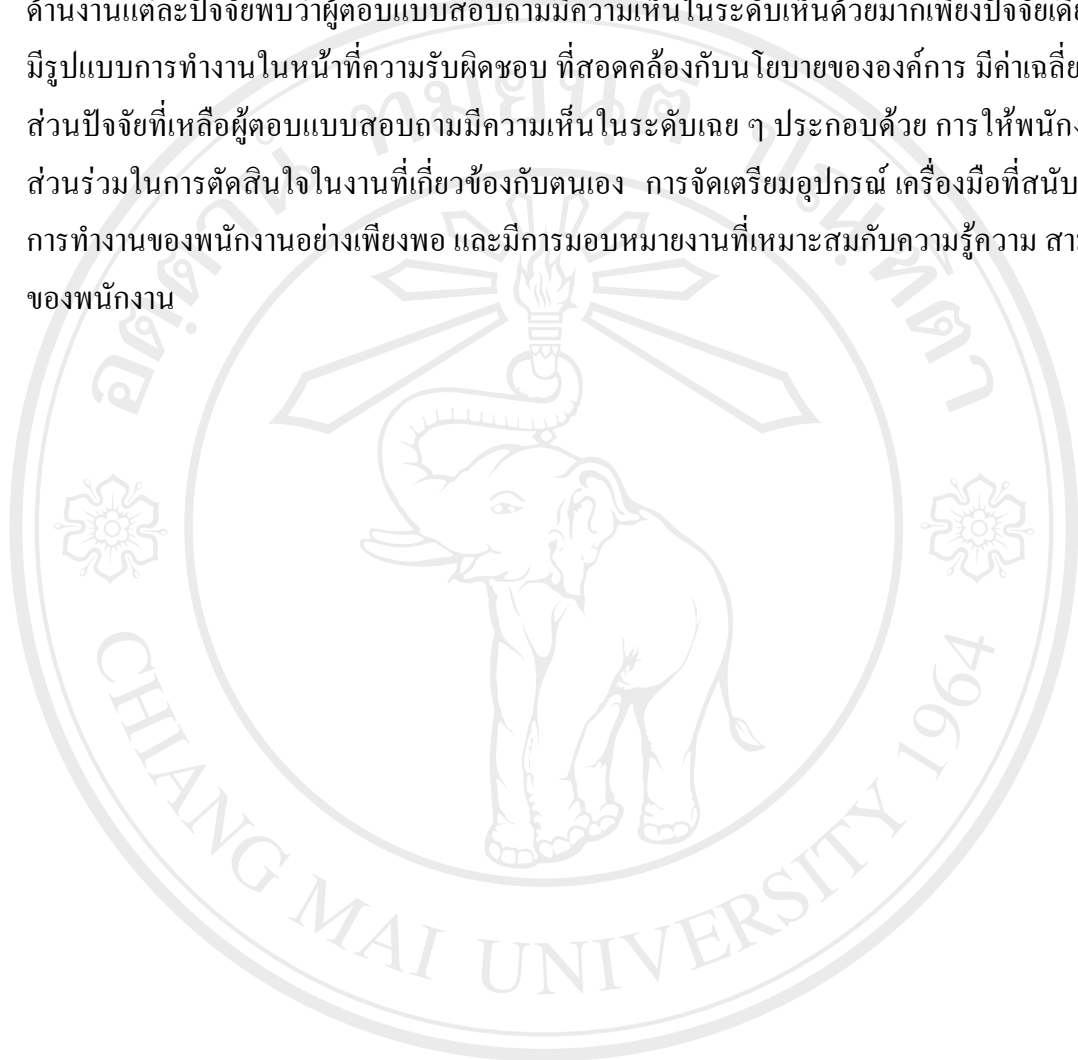 ด้านงานแต่ละปัจจัยพบว่าผู้ตอบแบบสอบถามมีความเห็นในระดับเห็นด้วยมากเพียงปัจจัย
มีรูปแบบการทำงานในหน้าที่ความรับผิดชอบ ที่สอดคล้องกับนโยบายขององค์การ มีค่าเฉลี่ย
ส่วนปัจจัยที่เหลือผู้ตอบแบบสอบถามมีความเห็นในระดับเฉย ๆ ประกอบด้วย การให้
ส่วนร่วมในการตัดสินใจในงานที่เกี่ยวข้องกับตนเอง การจัดเตรียมอุปกรณ์ เครื่องมือที่
การทำงานของพนักงานอย่างเพียงพอ และมีการมอบหมายงานที่เหมาะสมกับความรู้ความ
ของพนักงาน
อตฺตานํ ทมยนฺติ ปณฺฑิตา
CHIANG MAI UNIVERSITY 1964